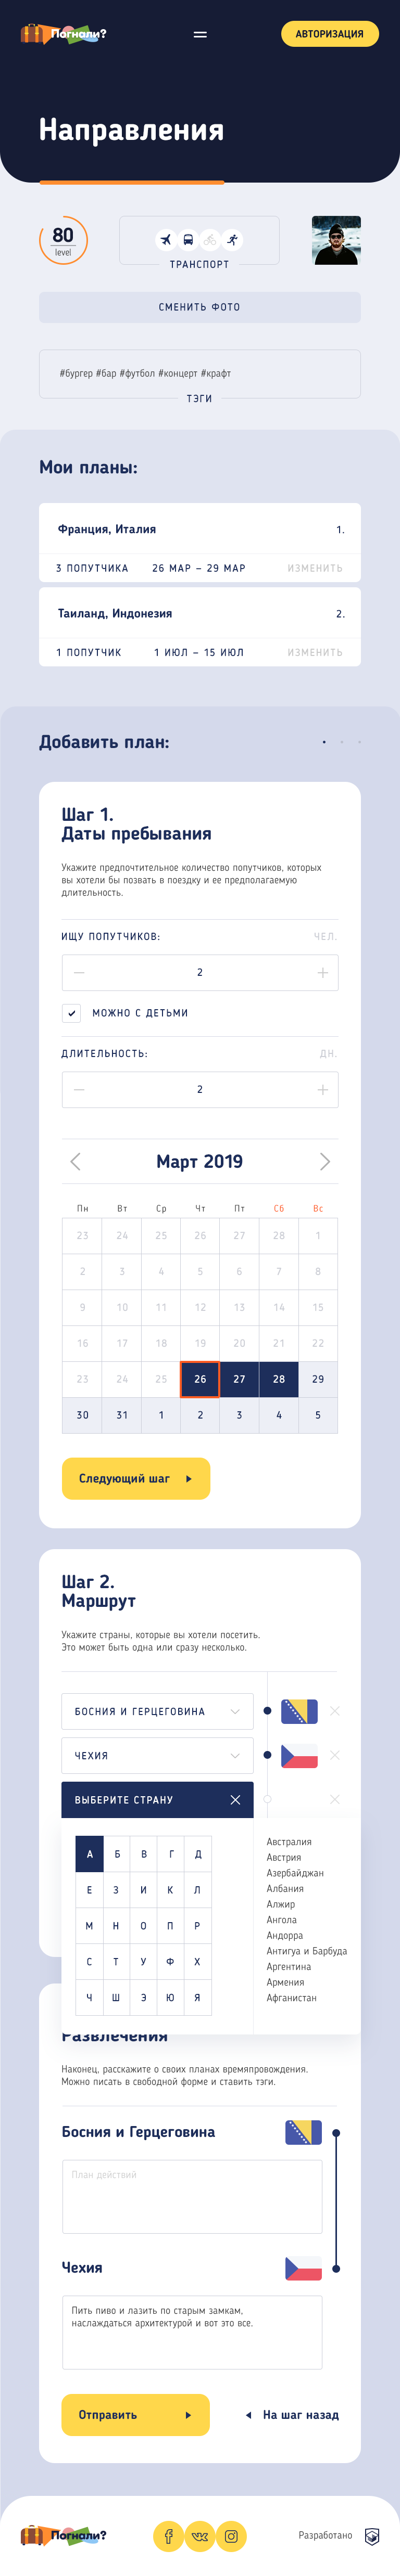 Погнали?
АВТОРИЗАЦИЯ
Направления
80
level
ТРАНСПОРТ
СМЕНИТЬ ФОТО
#бургер #бар #футбол #концерт #крафт
ТЭГИ
Мои планы:
Франция, Италия 1.
3 ПОПУТЧИКА 26 МАР – 29 МАР ИЗМЕНИТЬ
Таиланд, Индонезия 2.
1 ПОПУТЧИК 1 ИЮЛ – 15 ИЮЛ ИЗМЕНИТЬ
Добавить план:
Шаг 1.
Даты пребывания
Укажите предпочтительное количество попутчиков, которых
вы хотели бы позвать в поездку и ее предполагаемую
длительность.
ИЩУ ПОПУТЧИКОВ: ЧЕЛ.
2
МОЖНО С ДЕТЬМИ
ДЛИТЕЛЬНОСТЬ: ДН.
2
Март 2019
Пн Вт Ср Чт Пт Сб Вс
23 24 25 26 27 28 1
2 3 4 5 6 7 8
9 10 11 12 13 14 15
16 17 18 19 20 21 22
23 24 25 26 27 28 29
30 31 1 2 3 4 5
Следующий шаг
Шаг 2.
Маршрут
Укажите страны, которые вы хотели посетить.
Это может быть одна или сразу несколько.
БОСНИЯ И ГЕРЦЕГОВИНА
ЧЕХИЯ
ВЫБЕРИТЕ СТРАНУ
А Б В Г Д
Е З И К Л
М Н О П Р
С Т У Ф Х
Ч Ш Э Ю Я
Австралия
Австрия
Азербайджан
Албания
Алжир
Ангола
Андорра
Антигуа и Барбуда
Аргентина
Армения
Афганистан
Развлечения
Наконец, расскажите о своих планах времяпровождения.
Можно писать в свободной форме и ставить тэги.
Босния и Герцеговина
План действий
Чехия
Пить пиво и лазить по старым замкам,
наслаждаться архитектурой и вот это все.
Отправить На шаг назад
Погнали?
Разработано